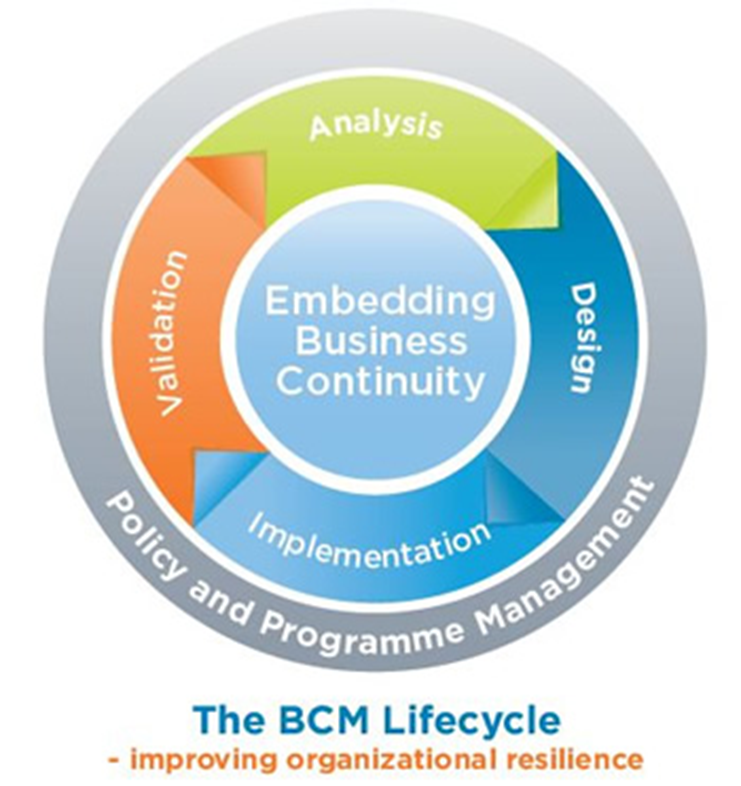 Analysis
Validation
Embedding
Business
Continuity
Design
Implementation
Policy and Programme Management
The BCM Lifecycle
- improving organizational resilience